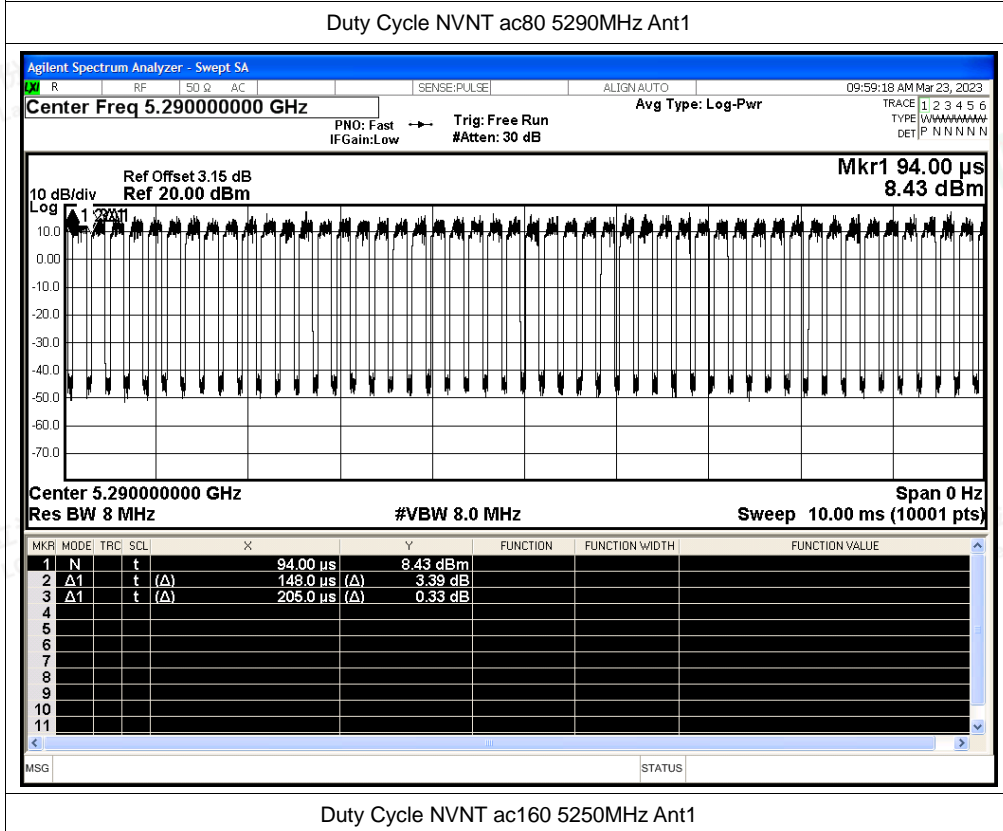 Duty Cycle NVNT ac80 5290MHz Ant1
Agilent Spectrum Analyzer - Swept SA
LXI R RF 50 Ω AC SENSE:PULSE ALIGN AUTO 09:59:18 AM Mar 23, 2023
Center Freq 5.290000000 GHz
Avg Type: Log-Pwr
TRACE 1 2 3 4 5 6
PNO: Fast Trig: Free Run
TYPE WWWWWW
IFGain:Low #Atten: 30 dB
DET P N N N N N
Mkr1 94.00 µs
Ref Offset 3.15 dB
8.43 dBm
10 dB/div Ref 20.00 dBm
Log
10.0
0.00
-10.0
-20.0
-30.0
-40.0
-50.0
-60.0
-70.0
Center 5.290000000 GHz Span 0 Hz
Res BW 8 MHz #VBW 8.0 MHz Sweep 10.00 ms (10001 pts)
MKR MODE TRC SCL X Y FUNCTION FUNCTION WIDTH FUNCTION VALUE
1 N t 94.00 µs 8.43 dBm
2 Δ1 t (Δ) 148.0 µs (Δ) 3.39 dB
3 Δ1 t (Δ) 205.0 µs (Δ) 0.33 dB
4
5
6
7
8
9
10
11
MSG STATUS
Duty Cycle NVNT ac160 5250MHz Ant1